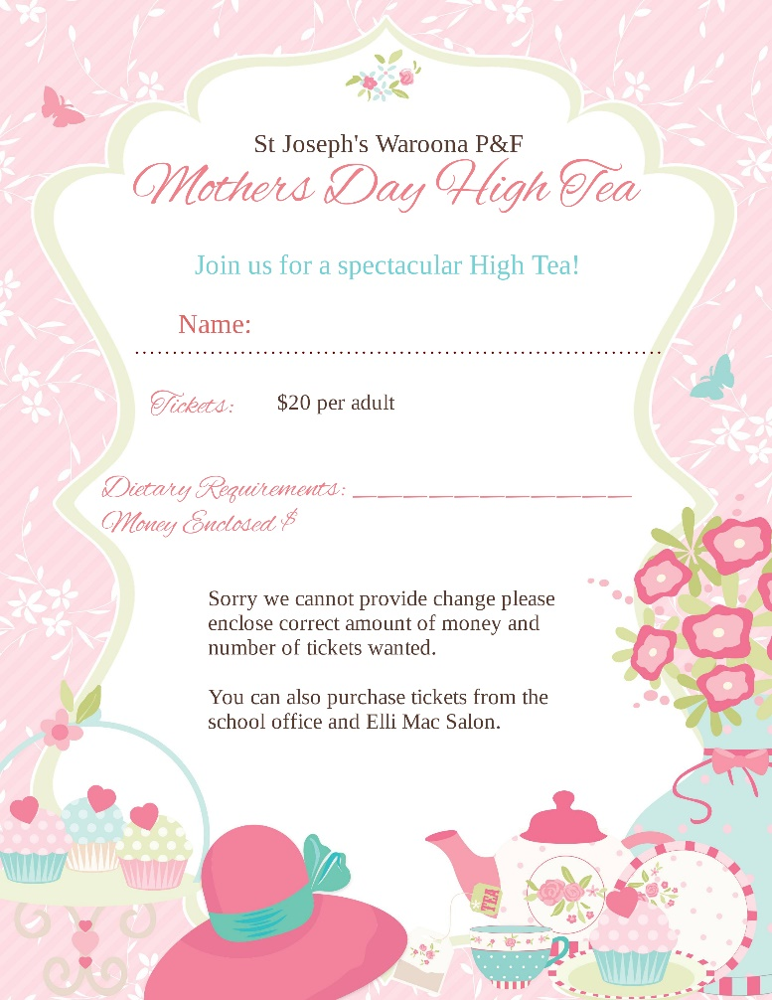 St Joseph's Waroona P&F
Mothers Day High Tea
Join us for a spectacular High Tea!
Name:
......................................................................
Tickets: $20 per adult
Dietary Requirements: ___________
Money Enclosed $
Sorry we cannot provide change please
enclose correct amount of money and
number of tickets wanted.
You can also purchase tickets from the
school office and Elli Mac Salon.
TEA